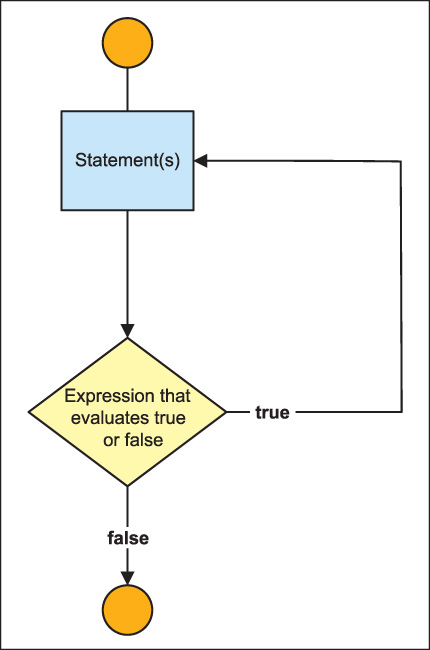 Statement(s)
Expression that
evaluates true
or false
true
false